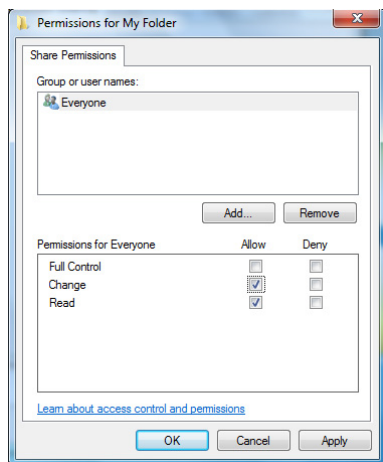 Permissions for My Folder
Share Permissions
Group or user names:
Everyone
Add... Remove
Permissions for Everyone Allow Deny
Full Control
Change
Read
Learn about access control and permissions
OK Cancel Apply